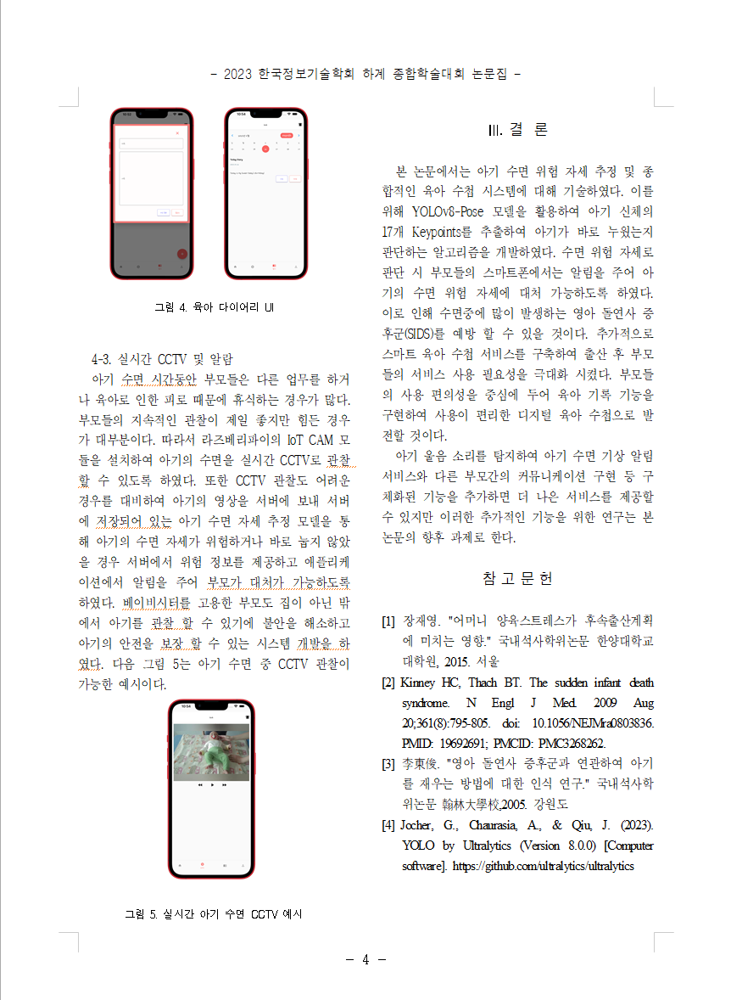 - 2023 한국정보기술학회 하계 종합학술대회 논문집 -
10:54
그림 4. 육아 다이어리 UI
4-3. 실시간 CCTV 및 알람
아기 수면 시간동안 부모들은 다른 업무를 하거
나 육아로 인한 피로 때문에 휴식하는 경우가 많다.
부모들의 지속적인 관찰이 제일 좋지만 힘든 경우
가 대부분이다. 따라서 라즈베리파이의 IoT CAM 모
듈을 설치하여 아기의 수면을 실시간 CCTV로 관찰
할 수 있도록 하였다. 또한 CCTV 관찰도 어려운
경우를 대비하여 아기의 영상을 서버에 보내 서버
에 저장되어 있는 아기 수면 자세 추정 모델을 통
해 아기의 수면 자세가 위험하거나 바로 눕지 않았
을 경우 서버에서 위험 정보를 제공하고 애플리케
이션에서 알림을 주어 부모가 대처가 가능하도록
하였다. 베이비시터를 고용한 부모도 집이 아닌 밖
에서 아기를 관찰 할 수 있기에 불안을 해소하고
아기의 안전을 보장 할 수 있는 시스템 개발을 하
였다. 다음 그림 5는 아기 수면 중 CCTV 관찰이
가능한 예시이다.
10:54
그림 5. 실시간 아기 수면 CCTV 예시
III. 결 론
본 논문에서는 아기 수면 위험 자세 추정 및 종
합적인 육아 수첩 시스템에 대해 기술하였다. 이를
위해 YOLOv8-Pose 모델을 활용하여 아기 신체의
17개 Keypoints를 추출하여 아기가 바로 누웠는지
판단하는 알고리즘을 개발하였다. 수면 위험 자세로
판단 시 부모들의 스마트폰에서는 알림을 주어 아
기의 수면 위험 자세에 대처 가능하도록 하였다.
이로 인해 수면중에 많이 발생하는 영아 돌연사 증
후군(SIDS)를 예방 할 수 있을 것이다. 추가적으로
스마트 육아 수첩 서비스를 구축하여 출산 후 부모
들의 서비스 사용 필요성을 극대화 시켰다. 부모들
의 사용 편의성을 중심에 두어 육아 기록 기능을
구현하여 사용이 편리한 디지털 육아 수첩으로 발
전할 것이다.
아기 울음 소리를 탐지하여 아기 수면 기상 알림
서비스와 다른 부모간의 커뮤니케이션 구현 등 구
체화된 기능을 추가하면 더 나은 서비스를 제공할
수 있지만 이러한 추가적인 기능을 위한 연구는 본
논문의 향후 과제로 한다.
참 고 문 헌
[1] 장재영. "어머니 양육스트레스가 후속출산계획
에 미치는 영향." 국내석사학위논문 한양대학교
대학원, 2015. 서울
[2] Kinney HC, Thach BT. The sudden infant death
syndrome. N Engl J Med. 2009 Aug
20;361(8):795-805. doi: 10.1056/NEJMra0803836.
PMID: 19692691; PMCID: PMC3268262.
[3] 李東俊. "영아 돌연사 증후군과 연관하여 아기
를 재우는 방법에 대한 인식 연구." 국내석사학
위논문 翰林大學校,2005. 강원도
[4] Jocher, G., Chaurasia, A., & Qiu, J. (2023).
YOLO by Ultralytics (Version 8.0.0) [Computer
software]. https://github.com/ultralytics/ultralytics
- 4 -